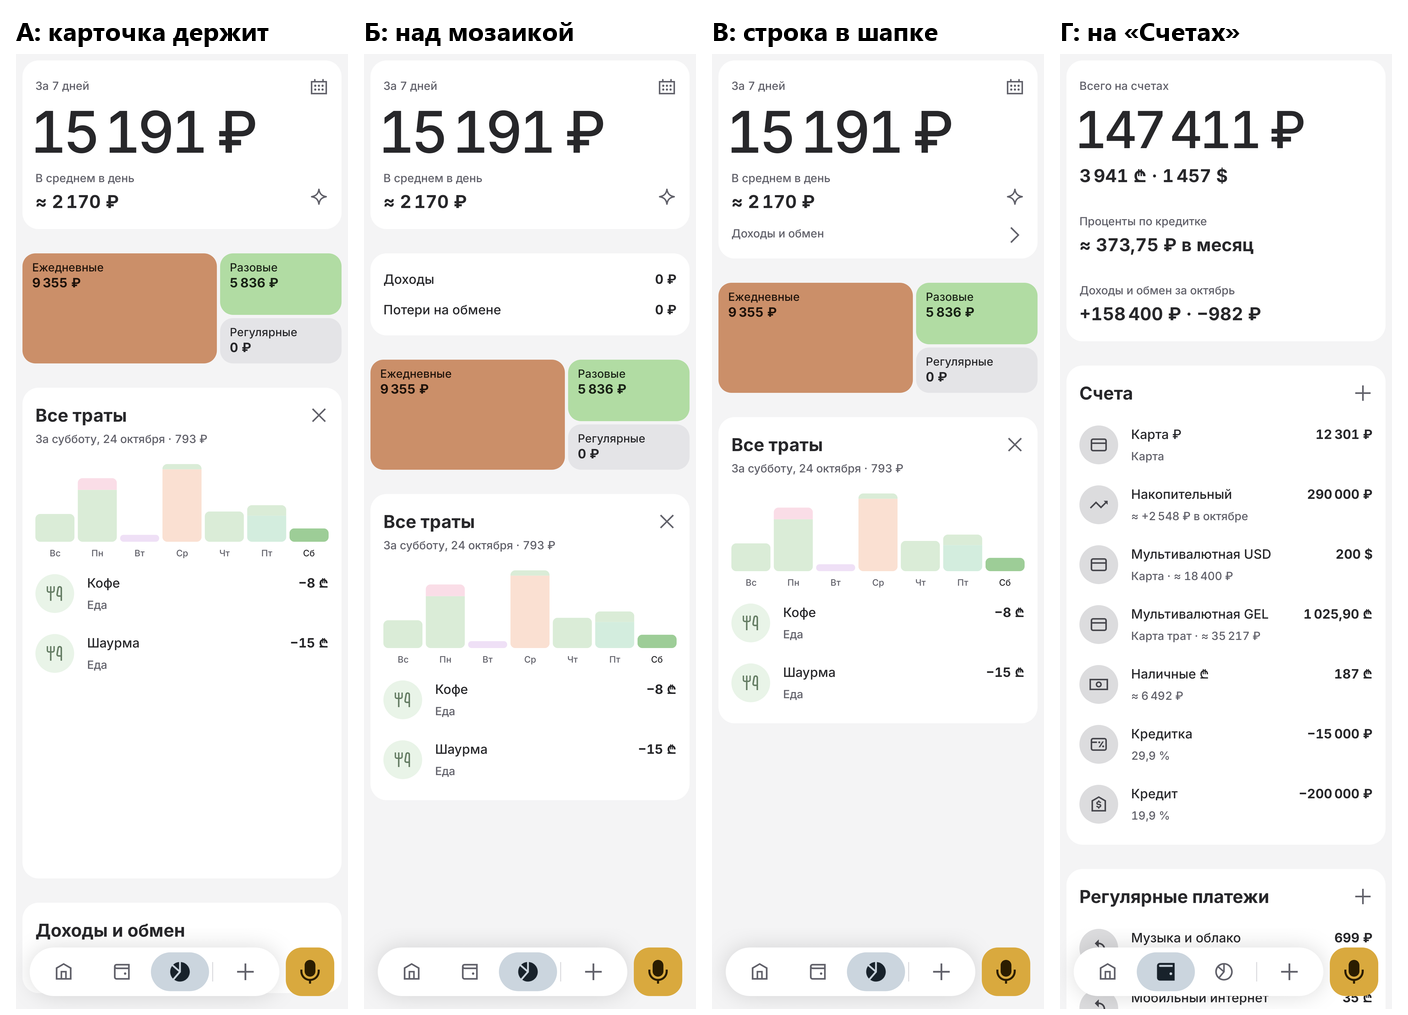 А: карточка держит
За 7 дней
15 191 ₽
В среднем в день
≈ 2 170 ₽
Ежедневные
9 355 ₽
Разовые
5 836 ₽
Регулярные
0 ₽
Все траты
За субботу, 24 октября · 793 ₽
Вс Пн Вт Ср Чт Пт Сб
Кофе −8 ₾
Еда
Шаурма −15 ₾
Еда
Доходы и обмен
Б: над мозаикой
За 7 дней
15 191 ₽
В среднем в день
≈ 2 170 ₽
Доходы 0 ₽
Потери на обмене 0 ₽
Ежедневные
9 355 ₽
Разовые
5 836 ₽
Регулярные
0 ₽
Все траты
За субботу, 24 октября · 793 ₽
Вс Пн Вт Ср Чт Пт Сб
Кофе −8 ₾
Еда
Шаурма −15 ₾
Еда
В: строка в шапке
За 7 дней
15 191 ₽
В среднем в день
≈ 2 170 ₽
Доходы и обмен
Ежедневные
9 355 ₽
Разовые
5 836 ₽
Регулярные
0 ₽
Все траты
За субботу, 24 октября · 793 ₽
Вс Пн Вт Ср Чт Пт Сб
Кофе −8 ₾
Еда
Шаурма −15 ₾
Еда
Г: на «Счетах»
Всего на счетах
147 411 ₽
3 941 ₾ · 1 457 $
Проценты по кредитке
≈ 373,75 ₽ в месяц
Доходы и обмен за октябрь
+158 400 ₽ · −982 ₽
Счета
Карта ₽ 12 301 ₽
Карта
Накопительный 290 000 ₽
≈ +2 548 ₽ в октябре
Мультивалютная USD 200 $
Карта · ≈ 18 400 ₽
Мультивалютная GEL 1 025,90 ₾
Карта трат · ≈ 35 217 ₽
Наличные ₾ 187 ₾
≈ 6 492 ₽
Кредитка −15 000 ₽
29,9 %
Кредит −200 000 ₽
19,9 %
Регулярные платежи
Музыка и облако 699 ₽
Мобильный интернет 35 ₾